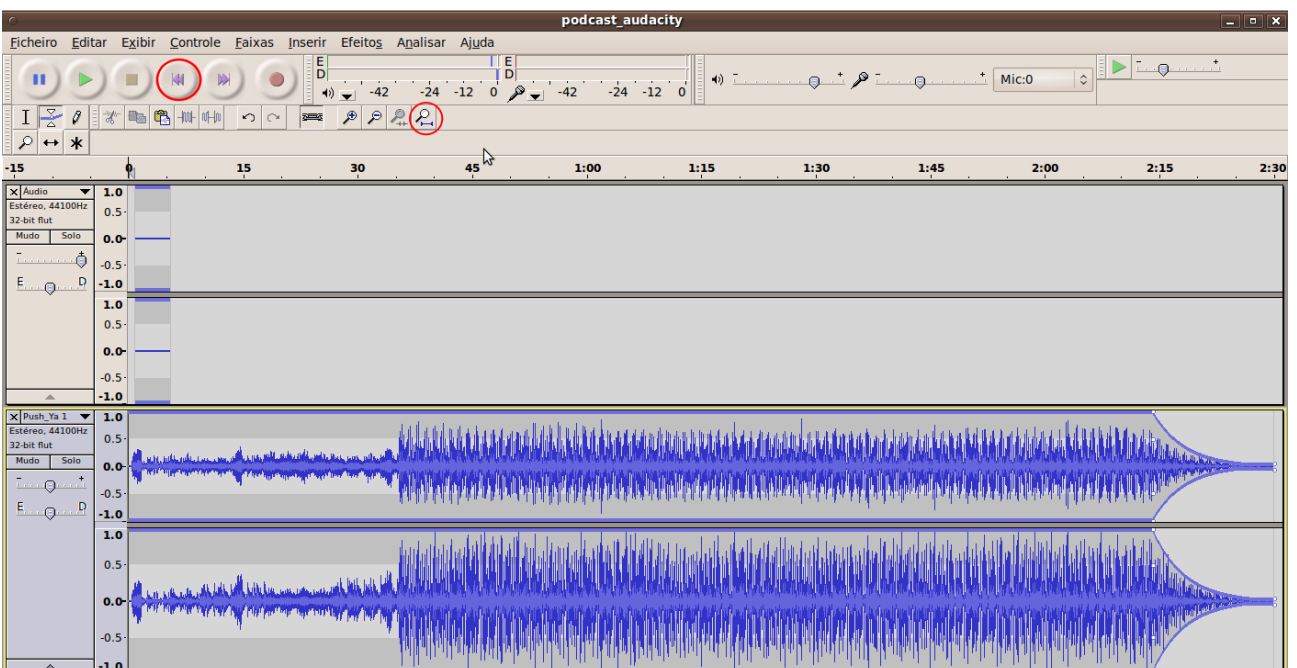 podcast_audacity
Ficheiro Editar Exibir Controle Faixas Inserir Efeitos Analisar Ajuda
E
D
-42 -24 -12 0
E
D
-42 -24 -12 0
- +
- +
Mic:0
- +
-15 0 15 30 45 1:00 1:15 1:30 1:45 2:00 2:15 2:30
X Áudio
Estéreo, 44100Hz
32-bit flut
Mudo Solo
- +
E D
1.0
0.5
0.0
-0.5
-1.0
1.0
0.5
0.0
-0.5
-1.0
X Push_Ya 1
Estéreo, 44100Hz
32-bit flut
Mudo Solo
- +
E D
1.0
0.5
0.0
-0.5
-1.0
1.0
0.5
0.0
-0.5
-1.0